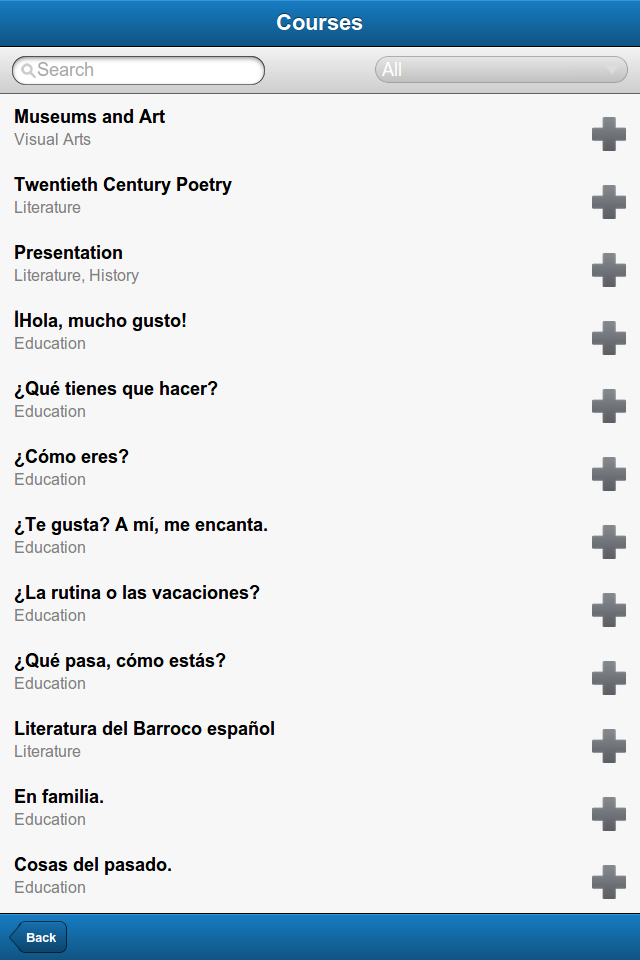 Courses
Search
All
Museums and Art
Visual Arts
Twentieth Century Poetry
Literature
Presentation
Literature, History
ÍHola, mucho gusto!
Education
¿Qué tienes que hacer?
Education
¿Cómo eres?
Education
¿Te gusta? A mí, me encanta.
Education
¿La rutina o las vacaciones?
Education
¿Qué pasa, cómo estás?
Education
Literatura del Barroco español
Literature
En familia.
Education
Cosas del pasado.
Education
Back